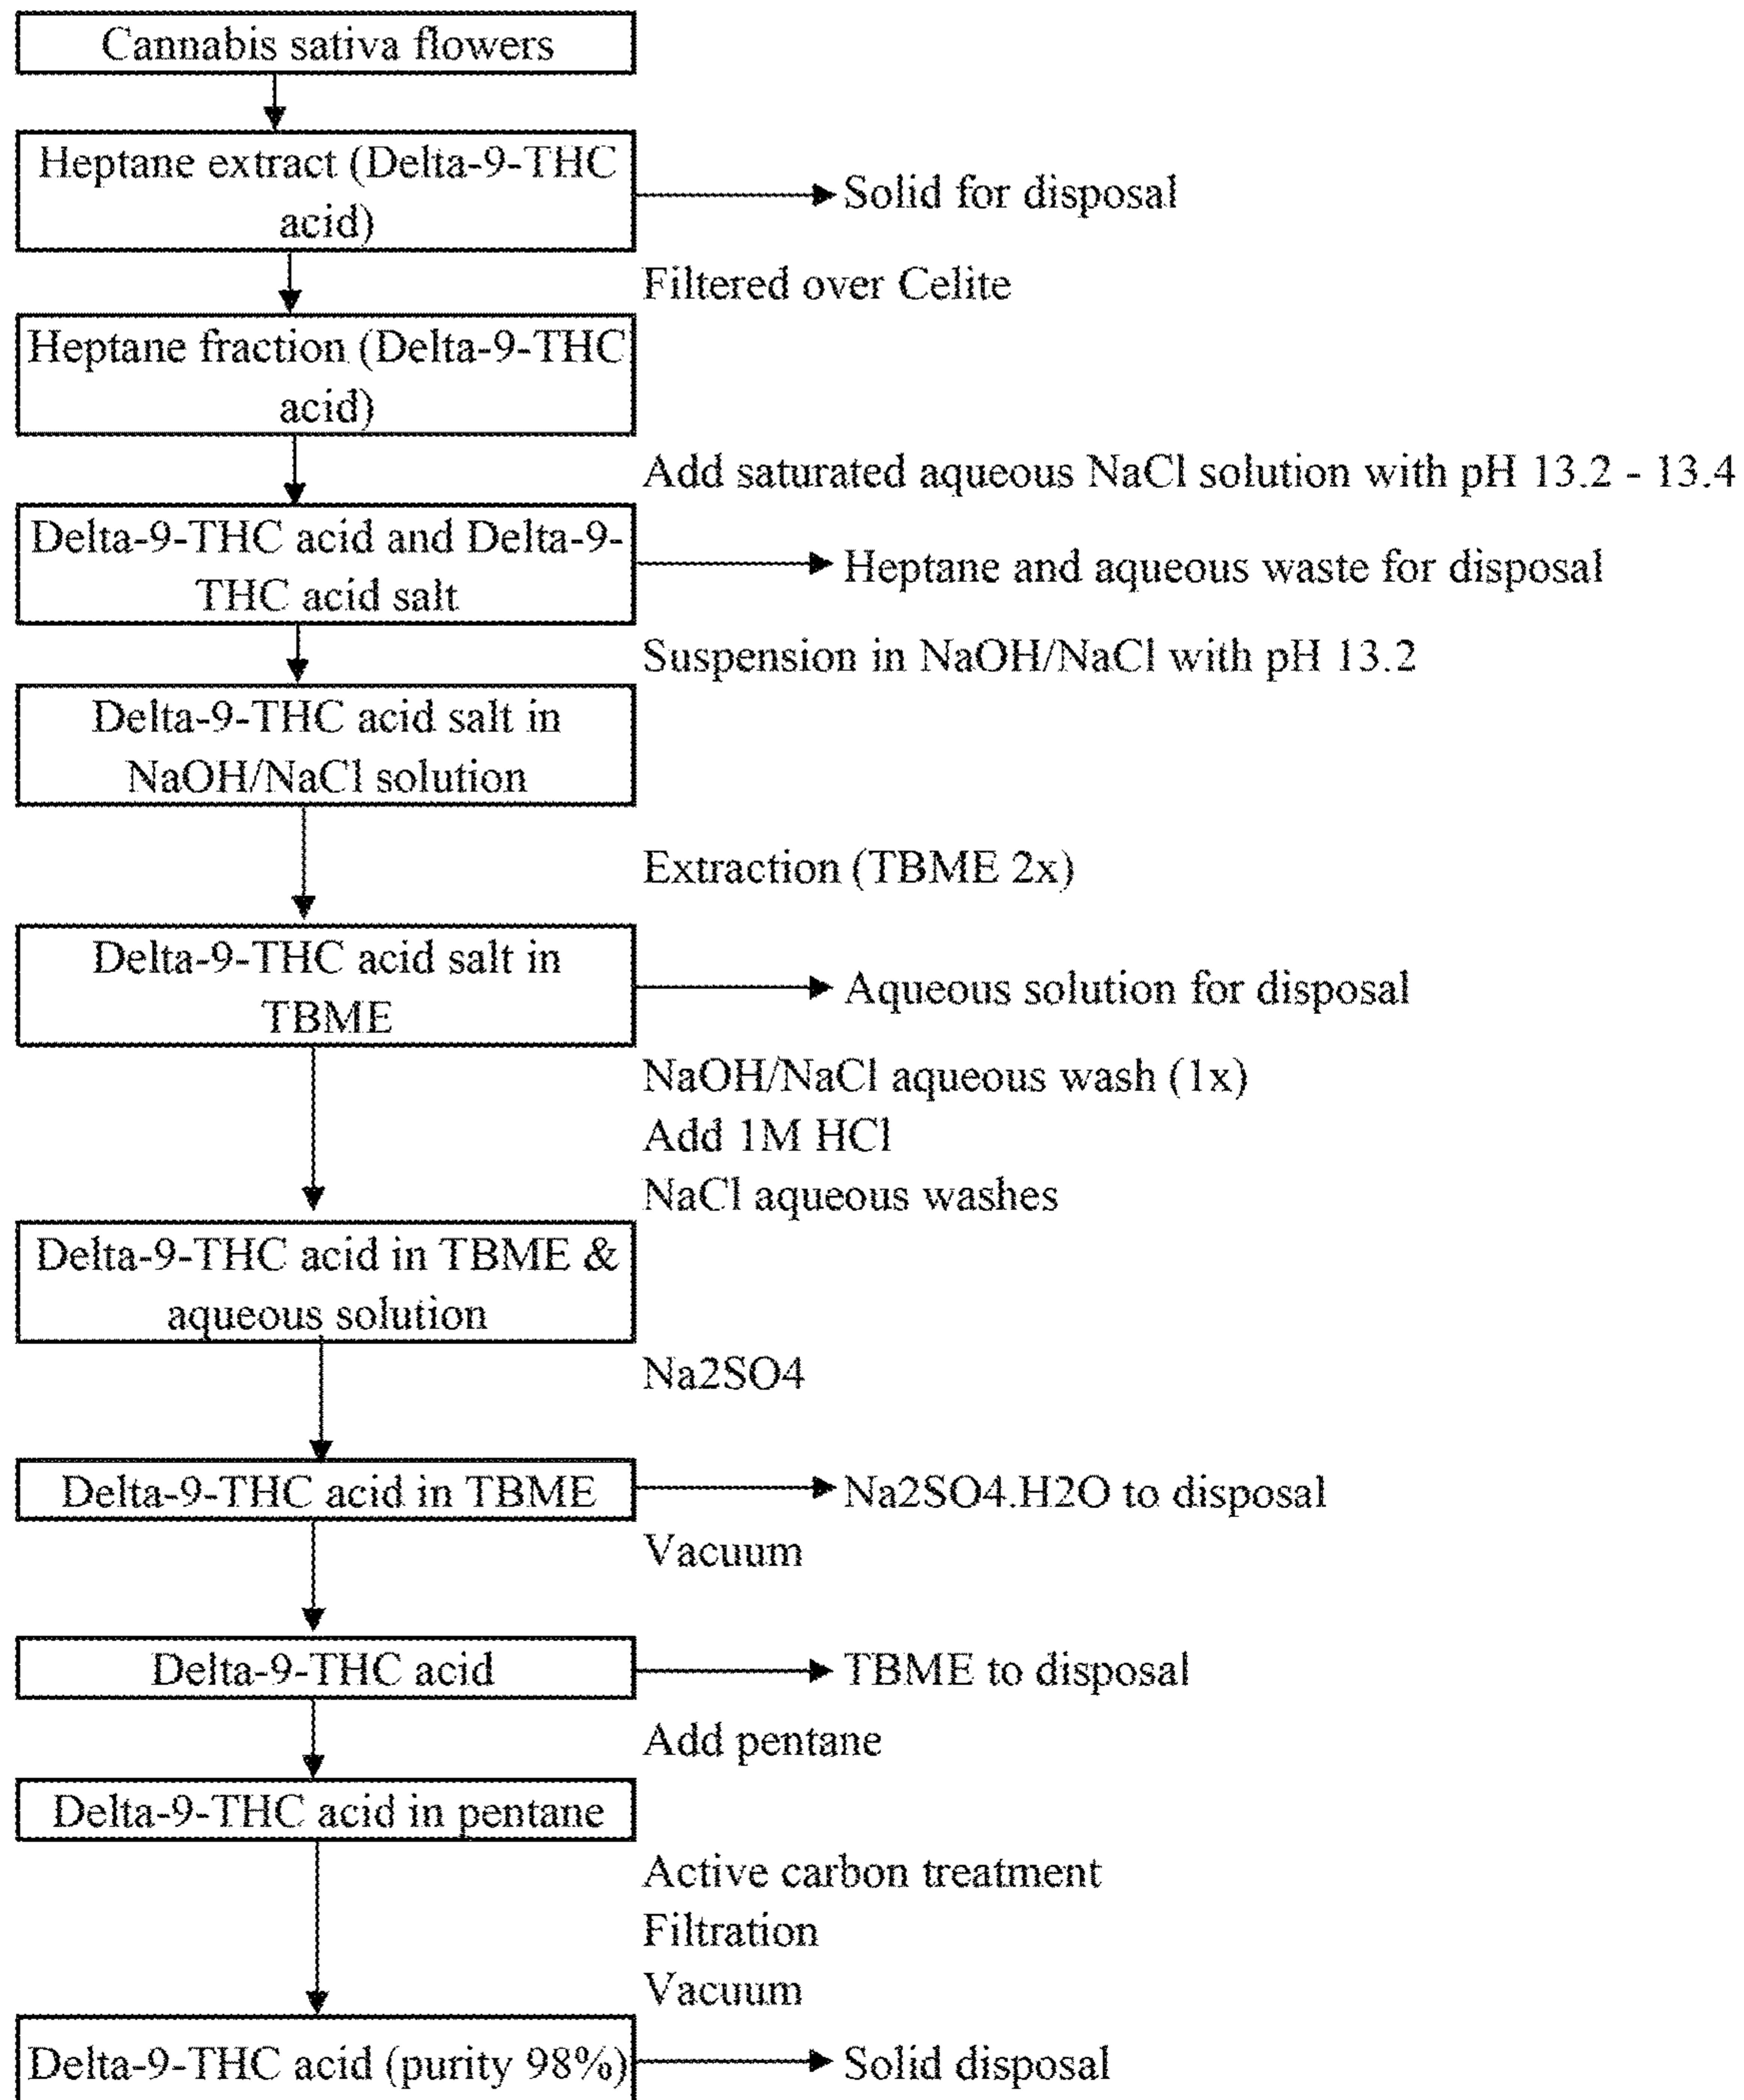 Cannabis sativa flowers
Heptane extract (Delta-9-THC
acid)
Solid for disposal
Filtered over Celite
Heptane fraction (Delta-9-THC
acid)
Add saturated aqueous NaCl solution with pH 13.2 - 13.4
Delta-9-THC acid and Delta-9-
THC acid salt
Heptane and aqueous waste for disposal
Suspension in NaOH/NaCl with pH 13.2
Delta-9-THC acid salt in
NaOH/NaCl solution
Extraction (TBME 2x)
Delta-9-THC acid salt in
TBME
Aqueous solution for disposal
NaOH/NaCl aqueous wash (1x)
Add 1M HCl
NaCl aqueous washes
Delta-9-THC acid in TBME &
aqueous solution
Na2SO4
Delta-9-THC acid in TBME
Na2SO4.H2O to disposal
Vacuum
Delta-9-THC acid
TBME to disposal
Add pentane
Delta-9-THC acid in pentane
Active carbon treatment
Filtration
Vacuum
Delta-9-THC acid (purity 98%)
Solid disposal